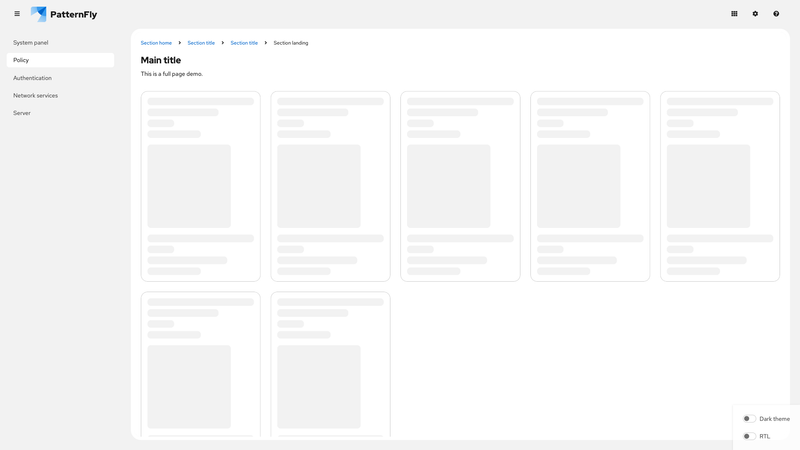 PatternFly
System panel
Policy
Authentication
Network services
Server
Section home > Section title > Section title > Section landing
Main title
This is a full page demo.
Dark theme
RTL